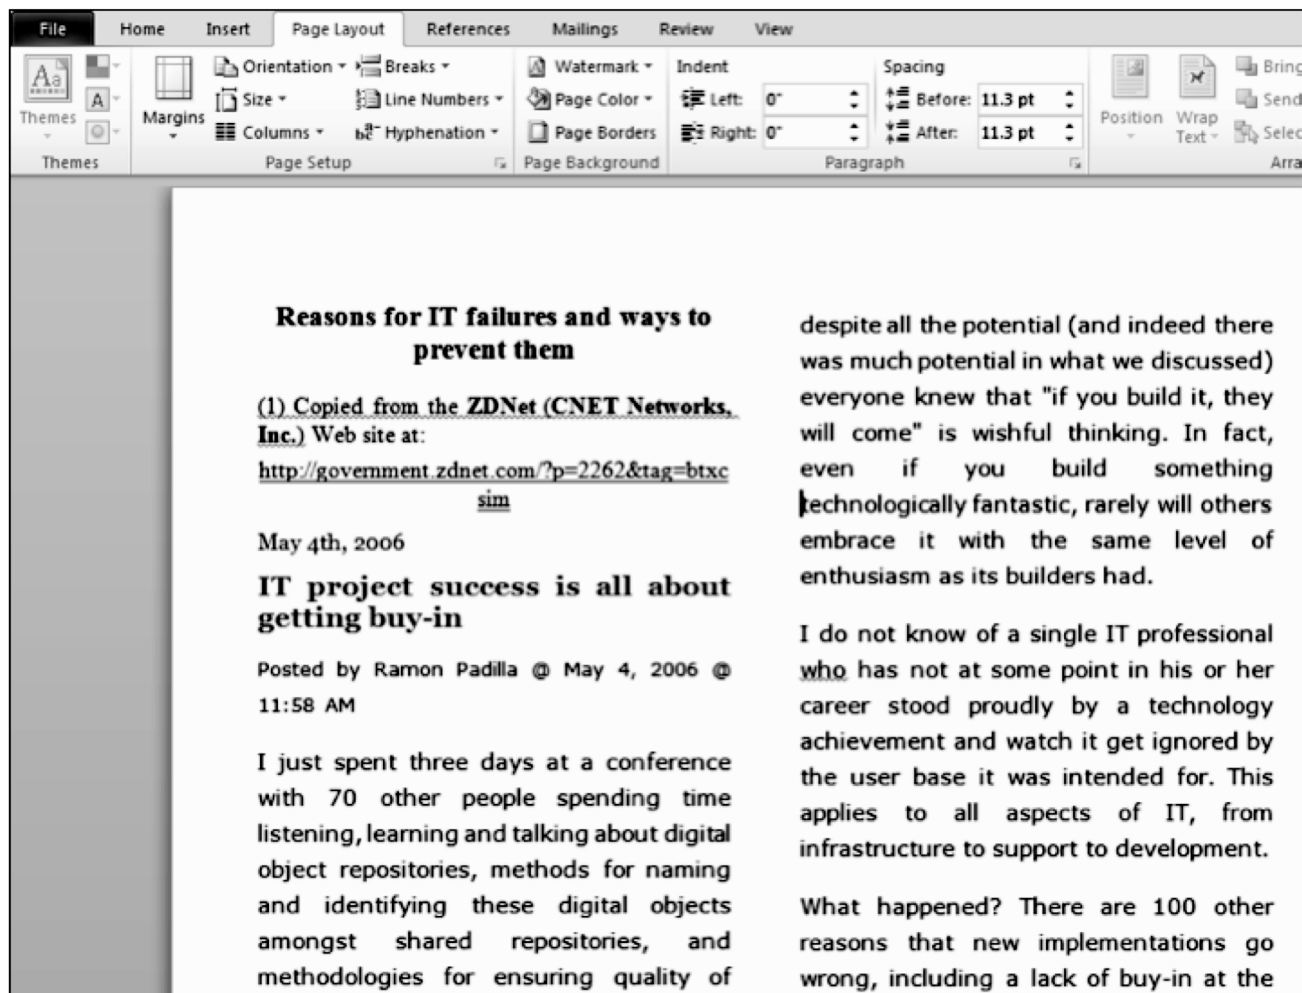 File Home Insert Page Layout References Mailings Review View
Aa
Themes
A
Themes
Margins
Orientation
Size
Columns
Breaks
Line Numbers
Hyphenation
Page Setup
Watermark
Page Color
Page Borders
Page Background
Indent
Left: 0"
Right: 0"
Spacing
Before: 11.3 pt
After: 11.3 pt
Paragraph
Position
Wrap
Text
Bring
Send
Selec
Arra
Reasons for IT failures and ways to
prevent them
(1) Copied from the ZDNet (CNET Networks,
Inc.) Web site at:
http://government.zdnet.com/?p=2262&tag=btxc
sim
May 4th, 2006
IT project success is all about
getting buy-in
Posted by Ramon Padilla @ May 4, 2006 @
11:58 AM
I just spent three days at a conference
with 70 other people spending time
listening, learning and talking about digital
object repositories, methods for naming
and identifying these digital objects
amongst shared repositories, and
methodologies for ensuring quality of
despite all the potential (and indeed there
was much potential in what we discussed)
everyone knew that "if you build it, they
will come" is wishful thinking. In fact,
even if you build something
technologically fantastic, rarely will others
embrace it with the same level of
enthusiasm as its builders had.
I do not know of a single IT professional
who has not at some point in his or her
career stood proudly by a technology
achievement and watch it get ignored by
the user base it was intended for. This
applies to all aspects of IT, from
infrastructure to support to development.
What happened? There are 100 other
reasons that new implementations go
wrong, including a lack of buy-in at the